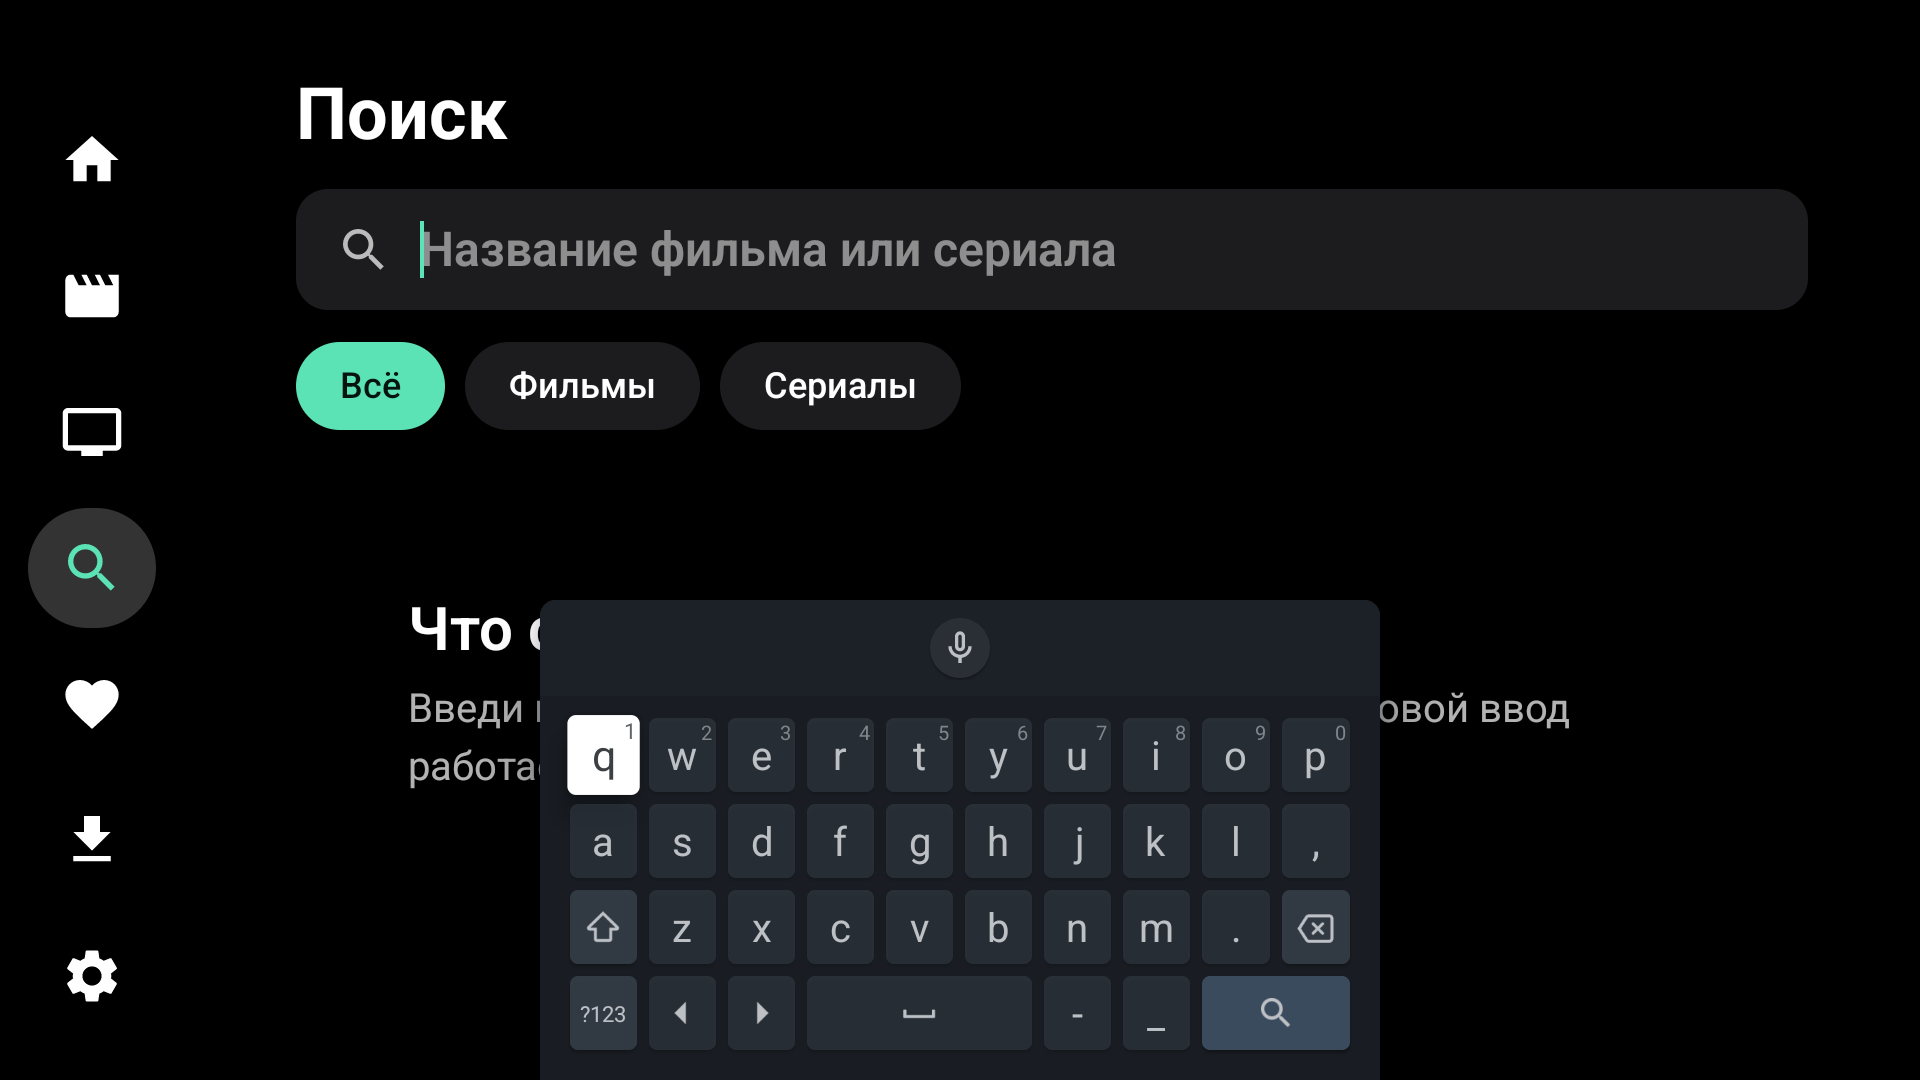 Поиск
Название фильма или сериала
Всё Фильмы Сериалы
Что
Введи овой ввод
работа
q 1 w 2 e 3 r 4 t 5 y 6 u 7 i 8 o 9 p 0
a s d f g h j k l ,
z x c v b n m .
?123 - _